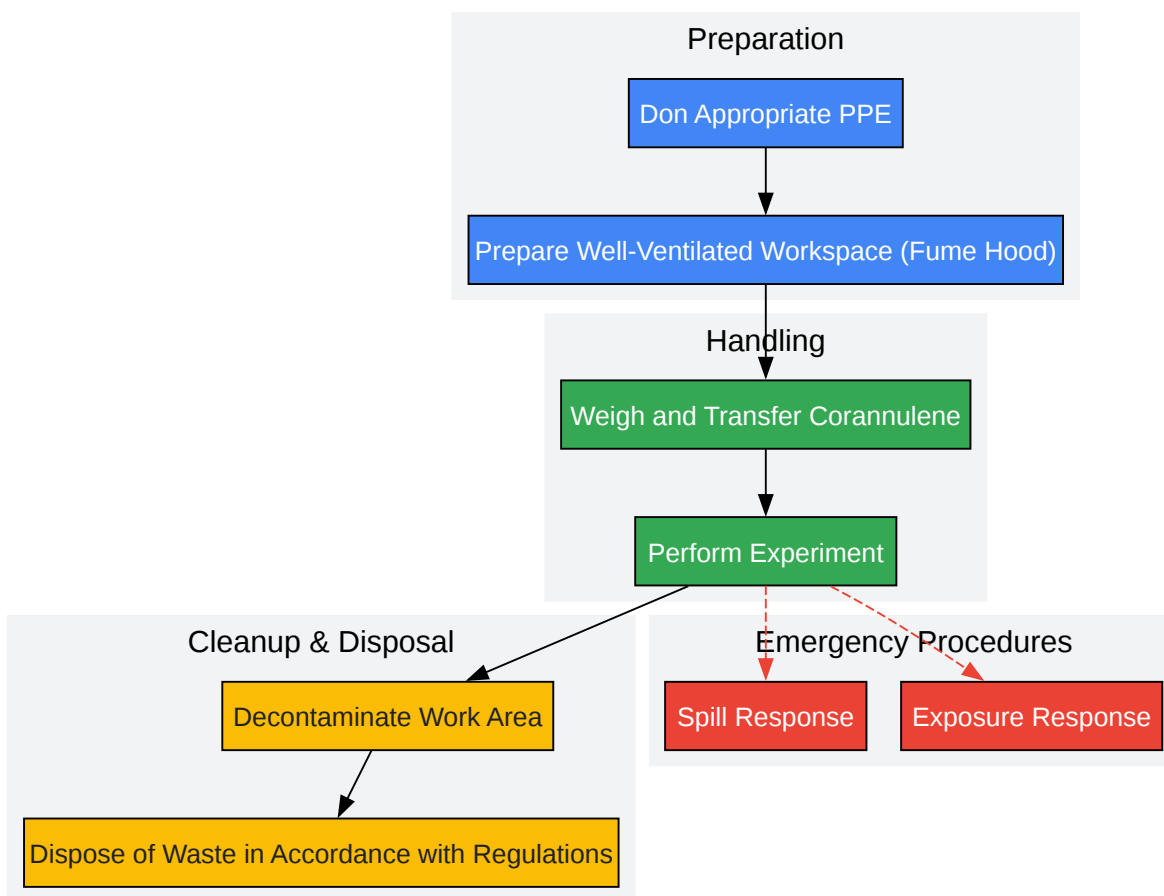 Preparation
Don Appropriate PPE
Prepare Well-Ventilated Workspace (Fume Hood)
Handling
Weigh and Transfer Corannulene
Perform Experiment
Cleanup & Disposal
Decontaminate Work Area
Dispose of Waste in Accordance with Regulations
Emergency Procedures
Spill Response
Exposure Response